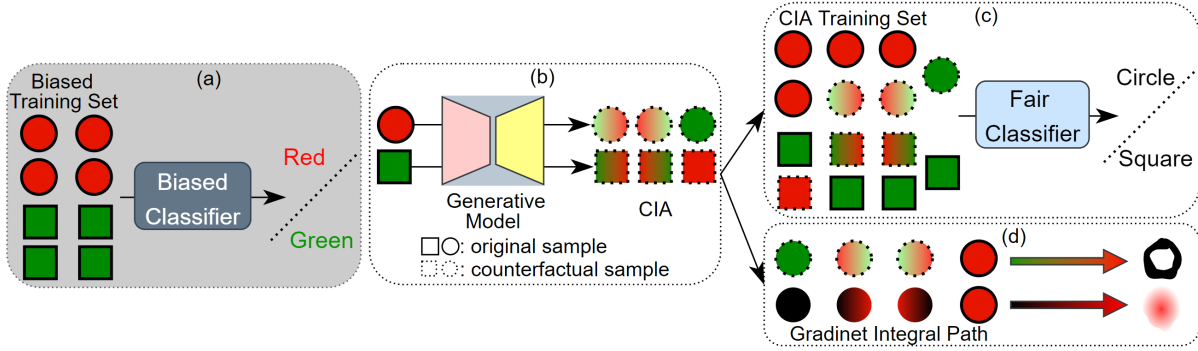 (a)
Biased
Training Set
Biased
Classifier
Red
Green
(b)
Generative
Model
CIA
: original sample
: counterfactual sample
(c)
CIA Training Set
Fair
Classifier
Circle
Square
(d)
Gradinet Integral Path